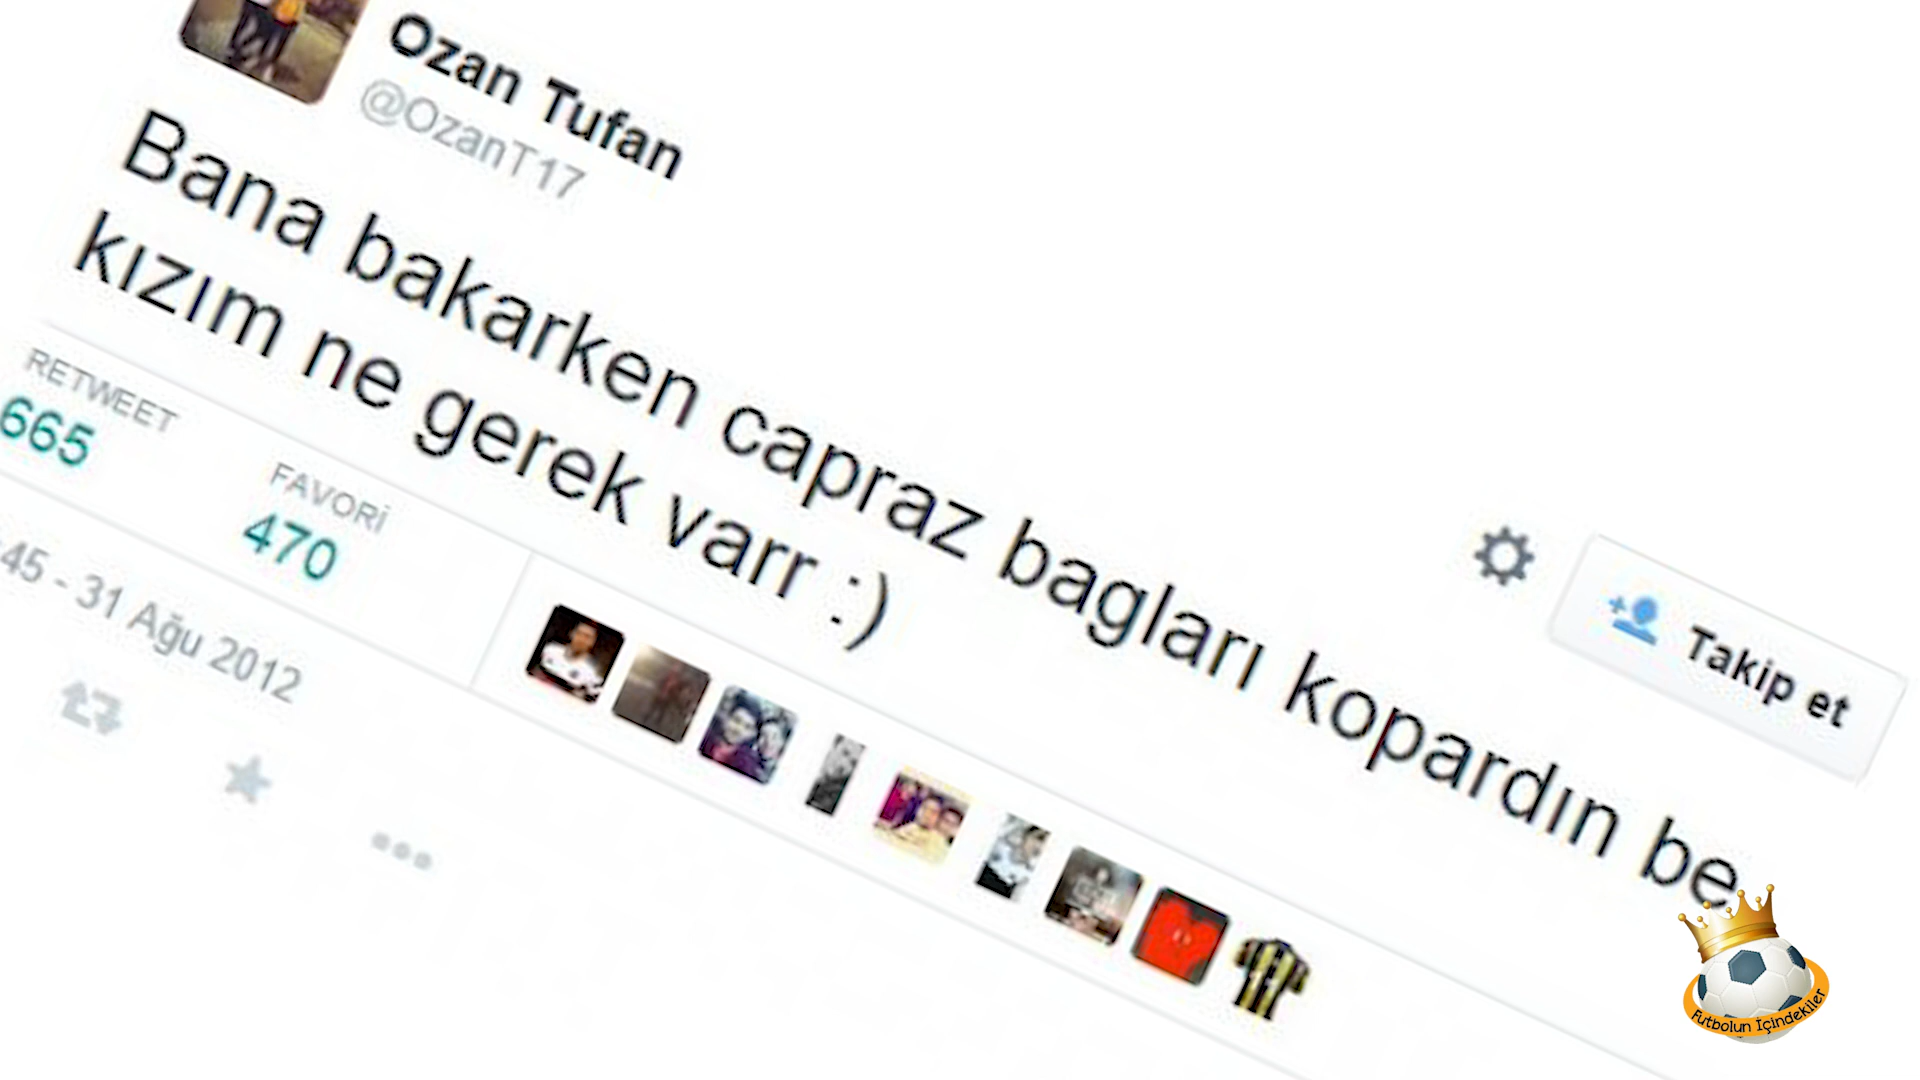 Ozan Tufan
@OzanT17
Takip et
Bana bakarken capraz bagları kopardın be
kızım ne gerek varr :)
RETWEET
665
FAVORİ
470
:45 - 31 Ağu 2012
Futbolun İçindekiler